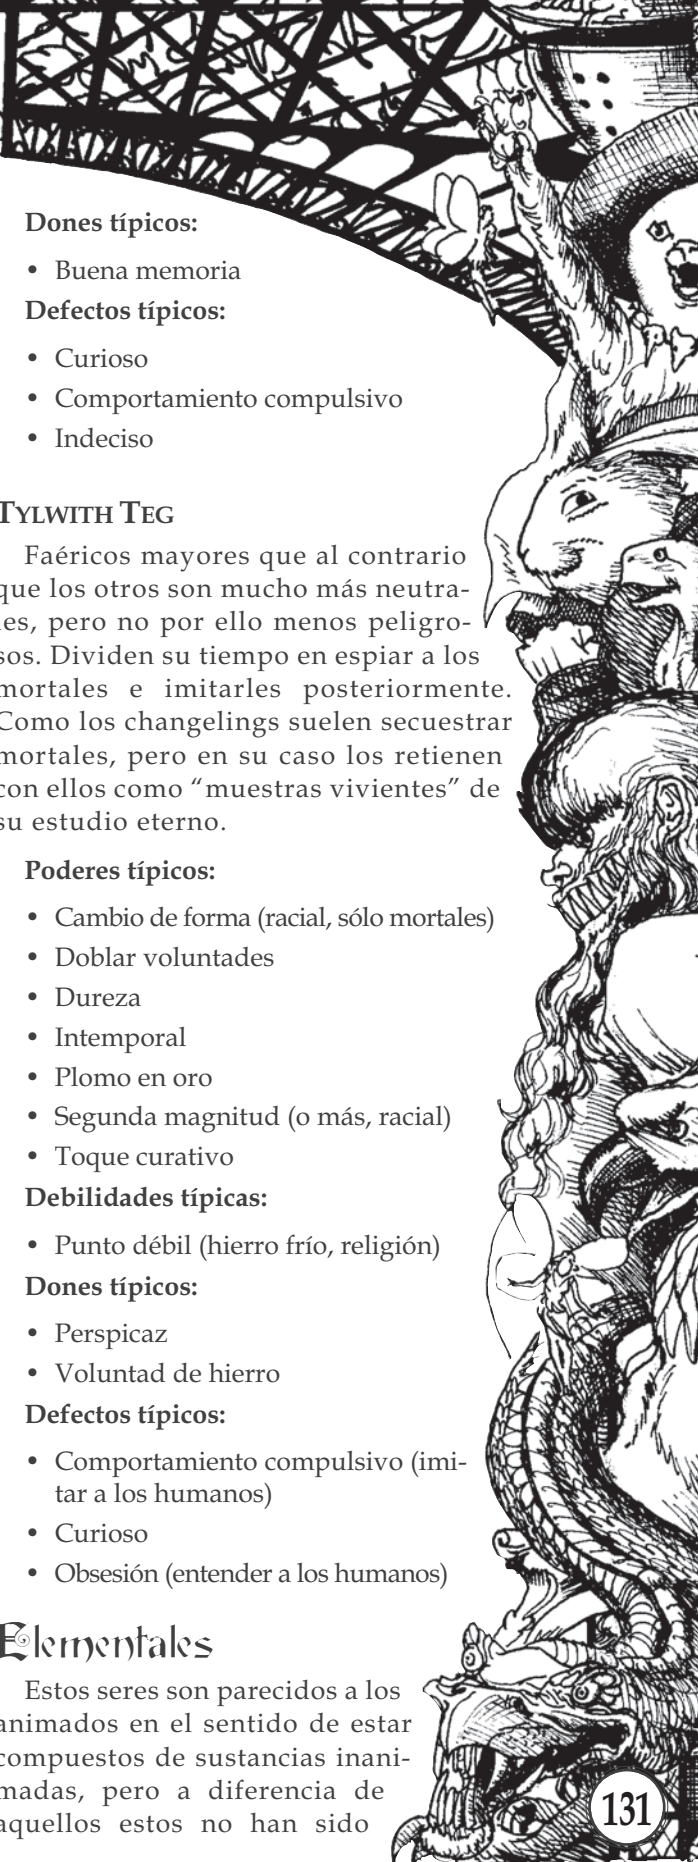 Dones típicos:
• Buena memoria
Defectos típicos:
• Curioso
• Comportamiento compulsivo
• Indeciso
Tylwith Teg
Faéricos mayores que al contrario
que los otros son mucho más neutra-
les, pero no por ello menos peligro-
sos. Dividen su tiempo en espiar a los
mortales e imitarles posteriormente.
Como los changelings suelen secuestrar
mortales, pero en su caso los retienen
con ellos como “muestras vivientes” de
su estudio eterno.
Poderes típicos:
• Cambio de forma (racial, sólo mortales)
• Doblar voluntades
• Dureza
• Intemporal
• Plomo en oro
• Segunda magnitud (o más, racial)
• Toque curativo
Debilidades típicas:
• Punto débil (hierro frío, religión)
Dones típicos:
• Perspicaz
• Voluntad de hierro
Defectos típicos:
• Comportamiento compulsivo (imi-
tar a los humanos)
• Curioso
• Obsesión (entender a los humanos)
Elementales
Estos seres son parecidos a los
animados en el sentido de estar
compuestos de sustancias inani-
madas, pero a diferencia de
aquellos estos no han sido
131